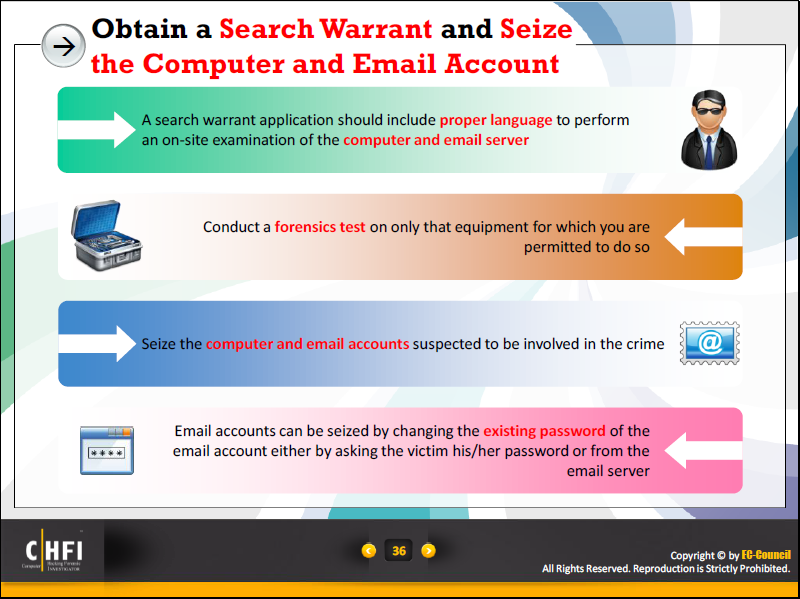 Obtain a Search Warrant and Seize
the Computer and Email Account
A search warrant application should include proper language to perform
an on-site examination of the computer and email server
Conduct a forensics test on only that equipment for which you are
permitted to do so
Seize the computer and email accounts suspected to be involved in the crime
@
Email accounts can be seized by changing the existing password of the
email account either by asking the victim his/her password or from the
email server
****
CHFI
Computer Hacking Forensic
INVESTIGATOR
36
Copyright © by EC-Council
All Rights Reserved. Reproduction is Strictly Prohibited.